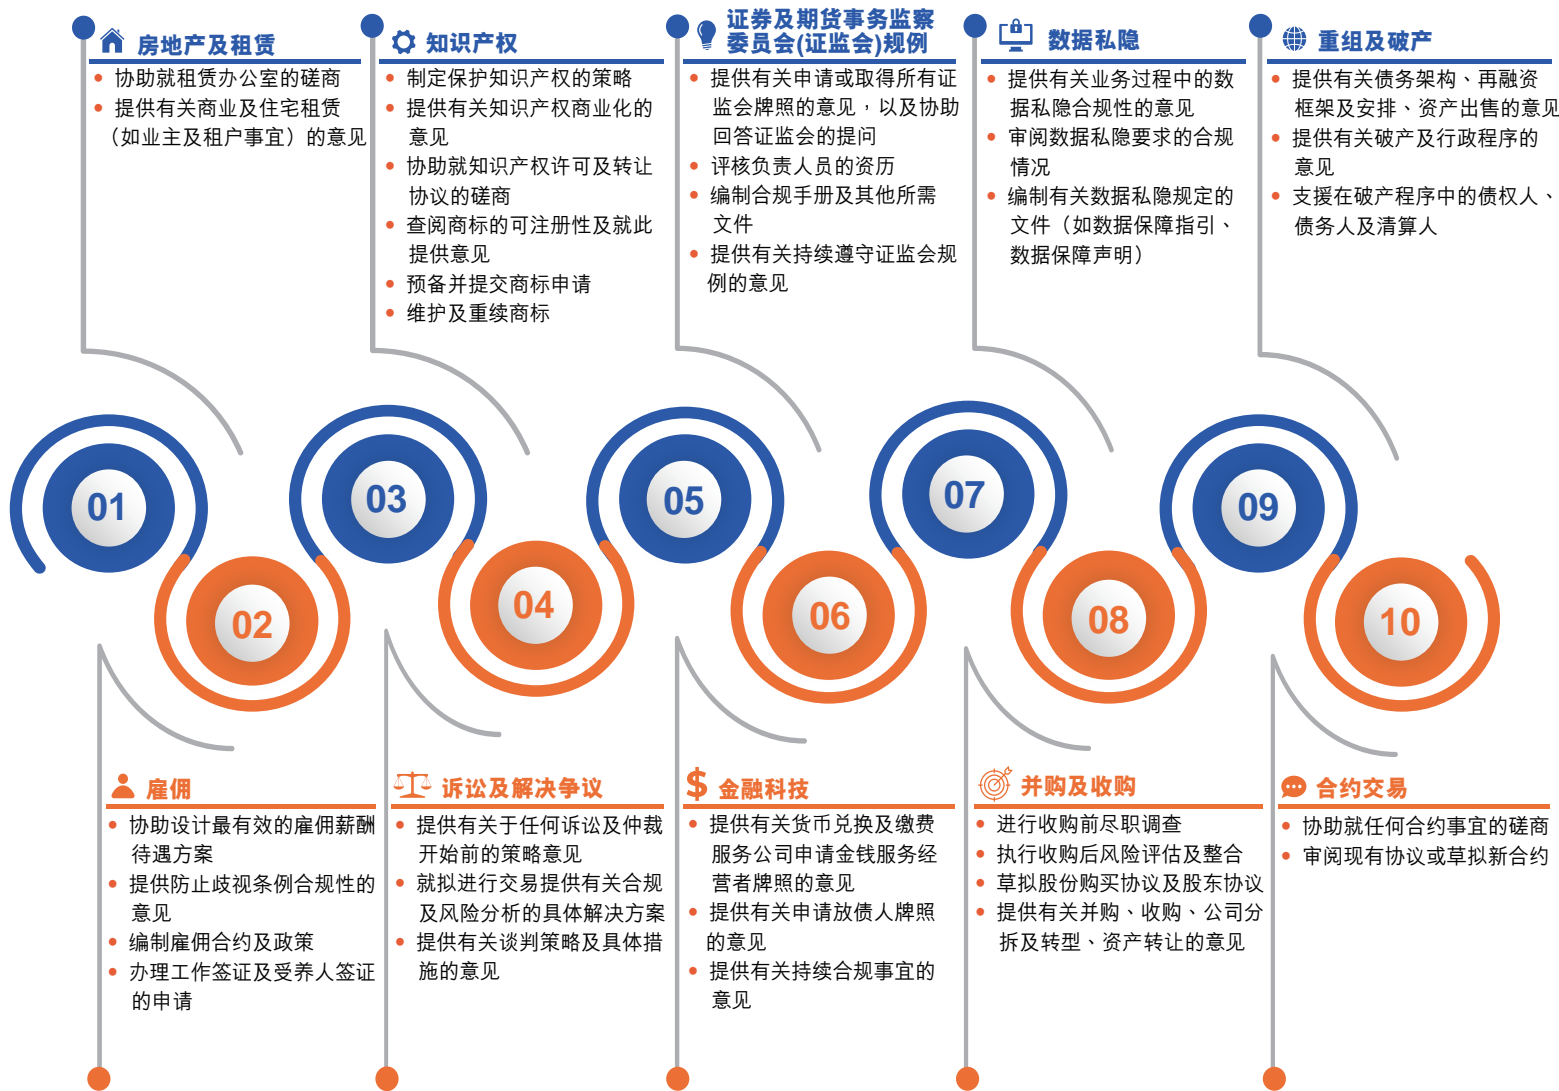 房地产及租赁
• 协助就租赁办公室的磋商
• 提供有关商业及住宅租赁
（如业主及租户事宜）的意见
知识产权
• 制定保护知识产权的策略
• 提供有关知识产权商业化的
意见
• 协助就知识产权许可及转让
协议的磋商
• 查阅商标的可注册性及就此
提供意见
• 预备并提交商标申请
• 维护及重续商标
证券及期货事务监察
委员会(证监会)规例
• 提供有关申请或取得所有证
监会牌照的意见，以及协助
回答证监会的提问
• 评核负责人员的资历
• 编制合规手册及其他所需
文件
• 提供有关持续遵守证监会规
例的意见
数据私隐
• 提供有关业务过程中的数
据私隐合规性的意见
• 审阅数据私隐要求的合规
情况
• 编制有关数据私隐规定的
文件（如数据保障指引、
数据保障声明）
重组及破产
• 提供有关债务架构、再融资
框架及安排、资产出售的意见
• 提供有关破产及行政程序的
意见
• 支援在破产程序中的债权人、
债务人及清算人
01
02
03
04
05
06
07
08
09
10
雇佣
• 协助设计最有效的雇佣薪酬
待遇方案
• 提供防止歧视条例合规性的
意见
• 编制雇佣合约及政策
• 办理工作签证及受养人签证
的申请
诉讼及解决争议
• 提供有关于任何诉讼及仲裁
开始前的策略意见
• 就拟进行交易提供有关合规
及风险分析的具体解决方案
• 提供有关谈判策略及具体措
施的意见
$ 金融科技
• 提供有关货币兑换及缴费
服务公司申请金钱服务经
营者牌照的意见
• 提供有关申请放债人牌照
的意见
• 提供有关持续合规事宜的
意见
并购及收购
• 进行收购前尽职调查
• 执行收购后风险评估及整合
• 草拟股份购买协议及股东协议
• 提供有关并购、收购、公司分
拆及转型、资产转让的意见
合约交易
• 协助就任何合约事宜的磋商
• 审阅现有协议或草拟新合约